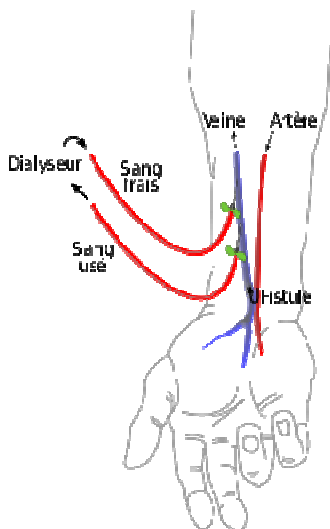 Veine
Artère
Dialyseur
Sang
frais
Sang
usé
Fistule